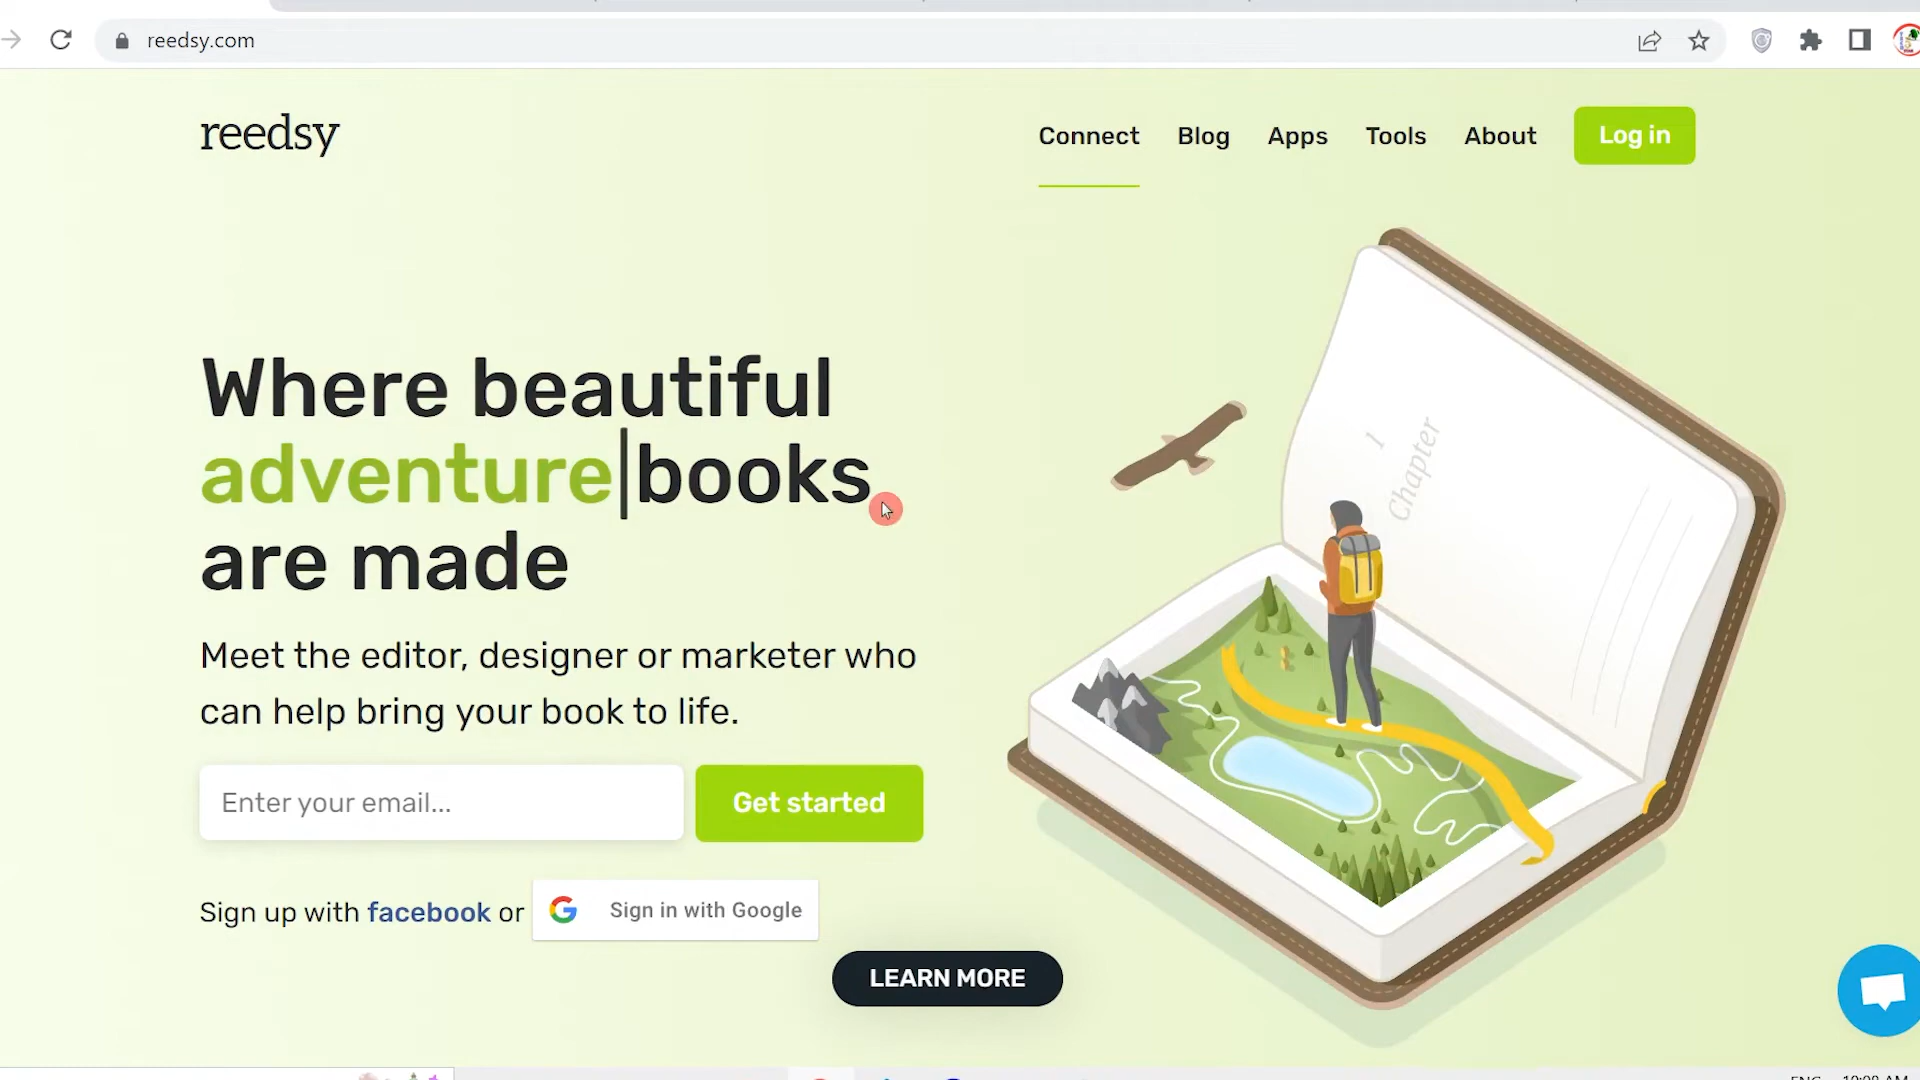 reedsy.com
reedsy
Connect Blog Apps Tools About Log in
Where beautiful
adventure books
are made
Meet the editor, designer or marketer who
can help bring your book to life.
Enter your email... Get started
Sign up with facebook or Sign in with Google
LEARN MORE
1
Chapter